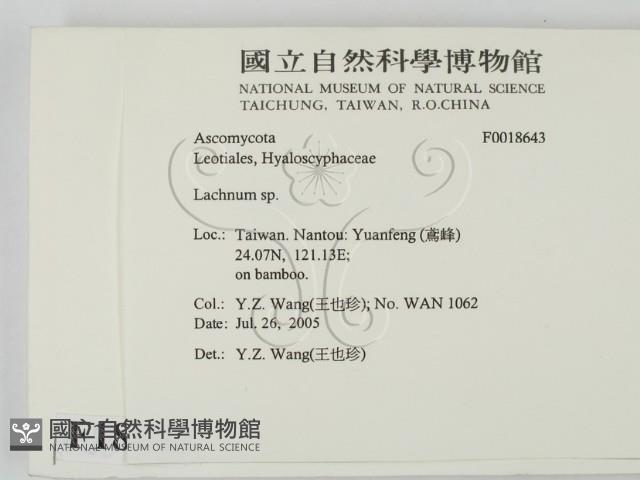 國立自然科學博物館
NATIONAL MUSEUM OF NATURAL SCIENCE
TAICHUNG, TAIWAN, R.O.CHINA
Ascomycota F0018643
Leotiales, Hyaloscyphaceae
Lachnum sp.
Loc.: Taiwan. Nantou: Yuanfeng (鳶峰)
24.07N, 121.13E;
on bamboo.
Col.: Y.Z. Wang(王也珍); No. WAN 1062
Date: Jul. 26, 2005
Det.: Y.Z. Wang(王也珍)
F18
國立自然科學博物館
NATIONAL MUSEUM OF NATURAL SCIENCE